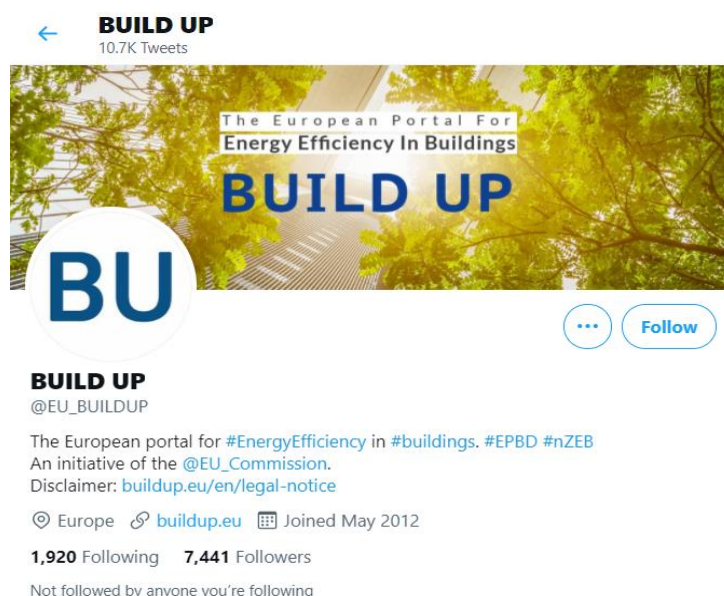 BUILD UP
10.7K Tweets
The European Portal For
Energy Efficiency In Buildings
BUILD UP
BU
Follow
BUILD UP
@EU_BUILDUP
The European portal for #EnergyEfficiency in #buildings. #EPBD #nZEB
An initiative of the @EU_Commission.
Disclaimer: buildup.eu/en/legal-notice
Europe buildup.eu Joined May 2012
1,920 Following 7,441 Followers
Not followed by anyone you’re following